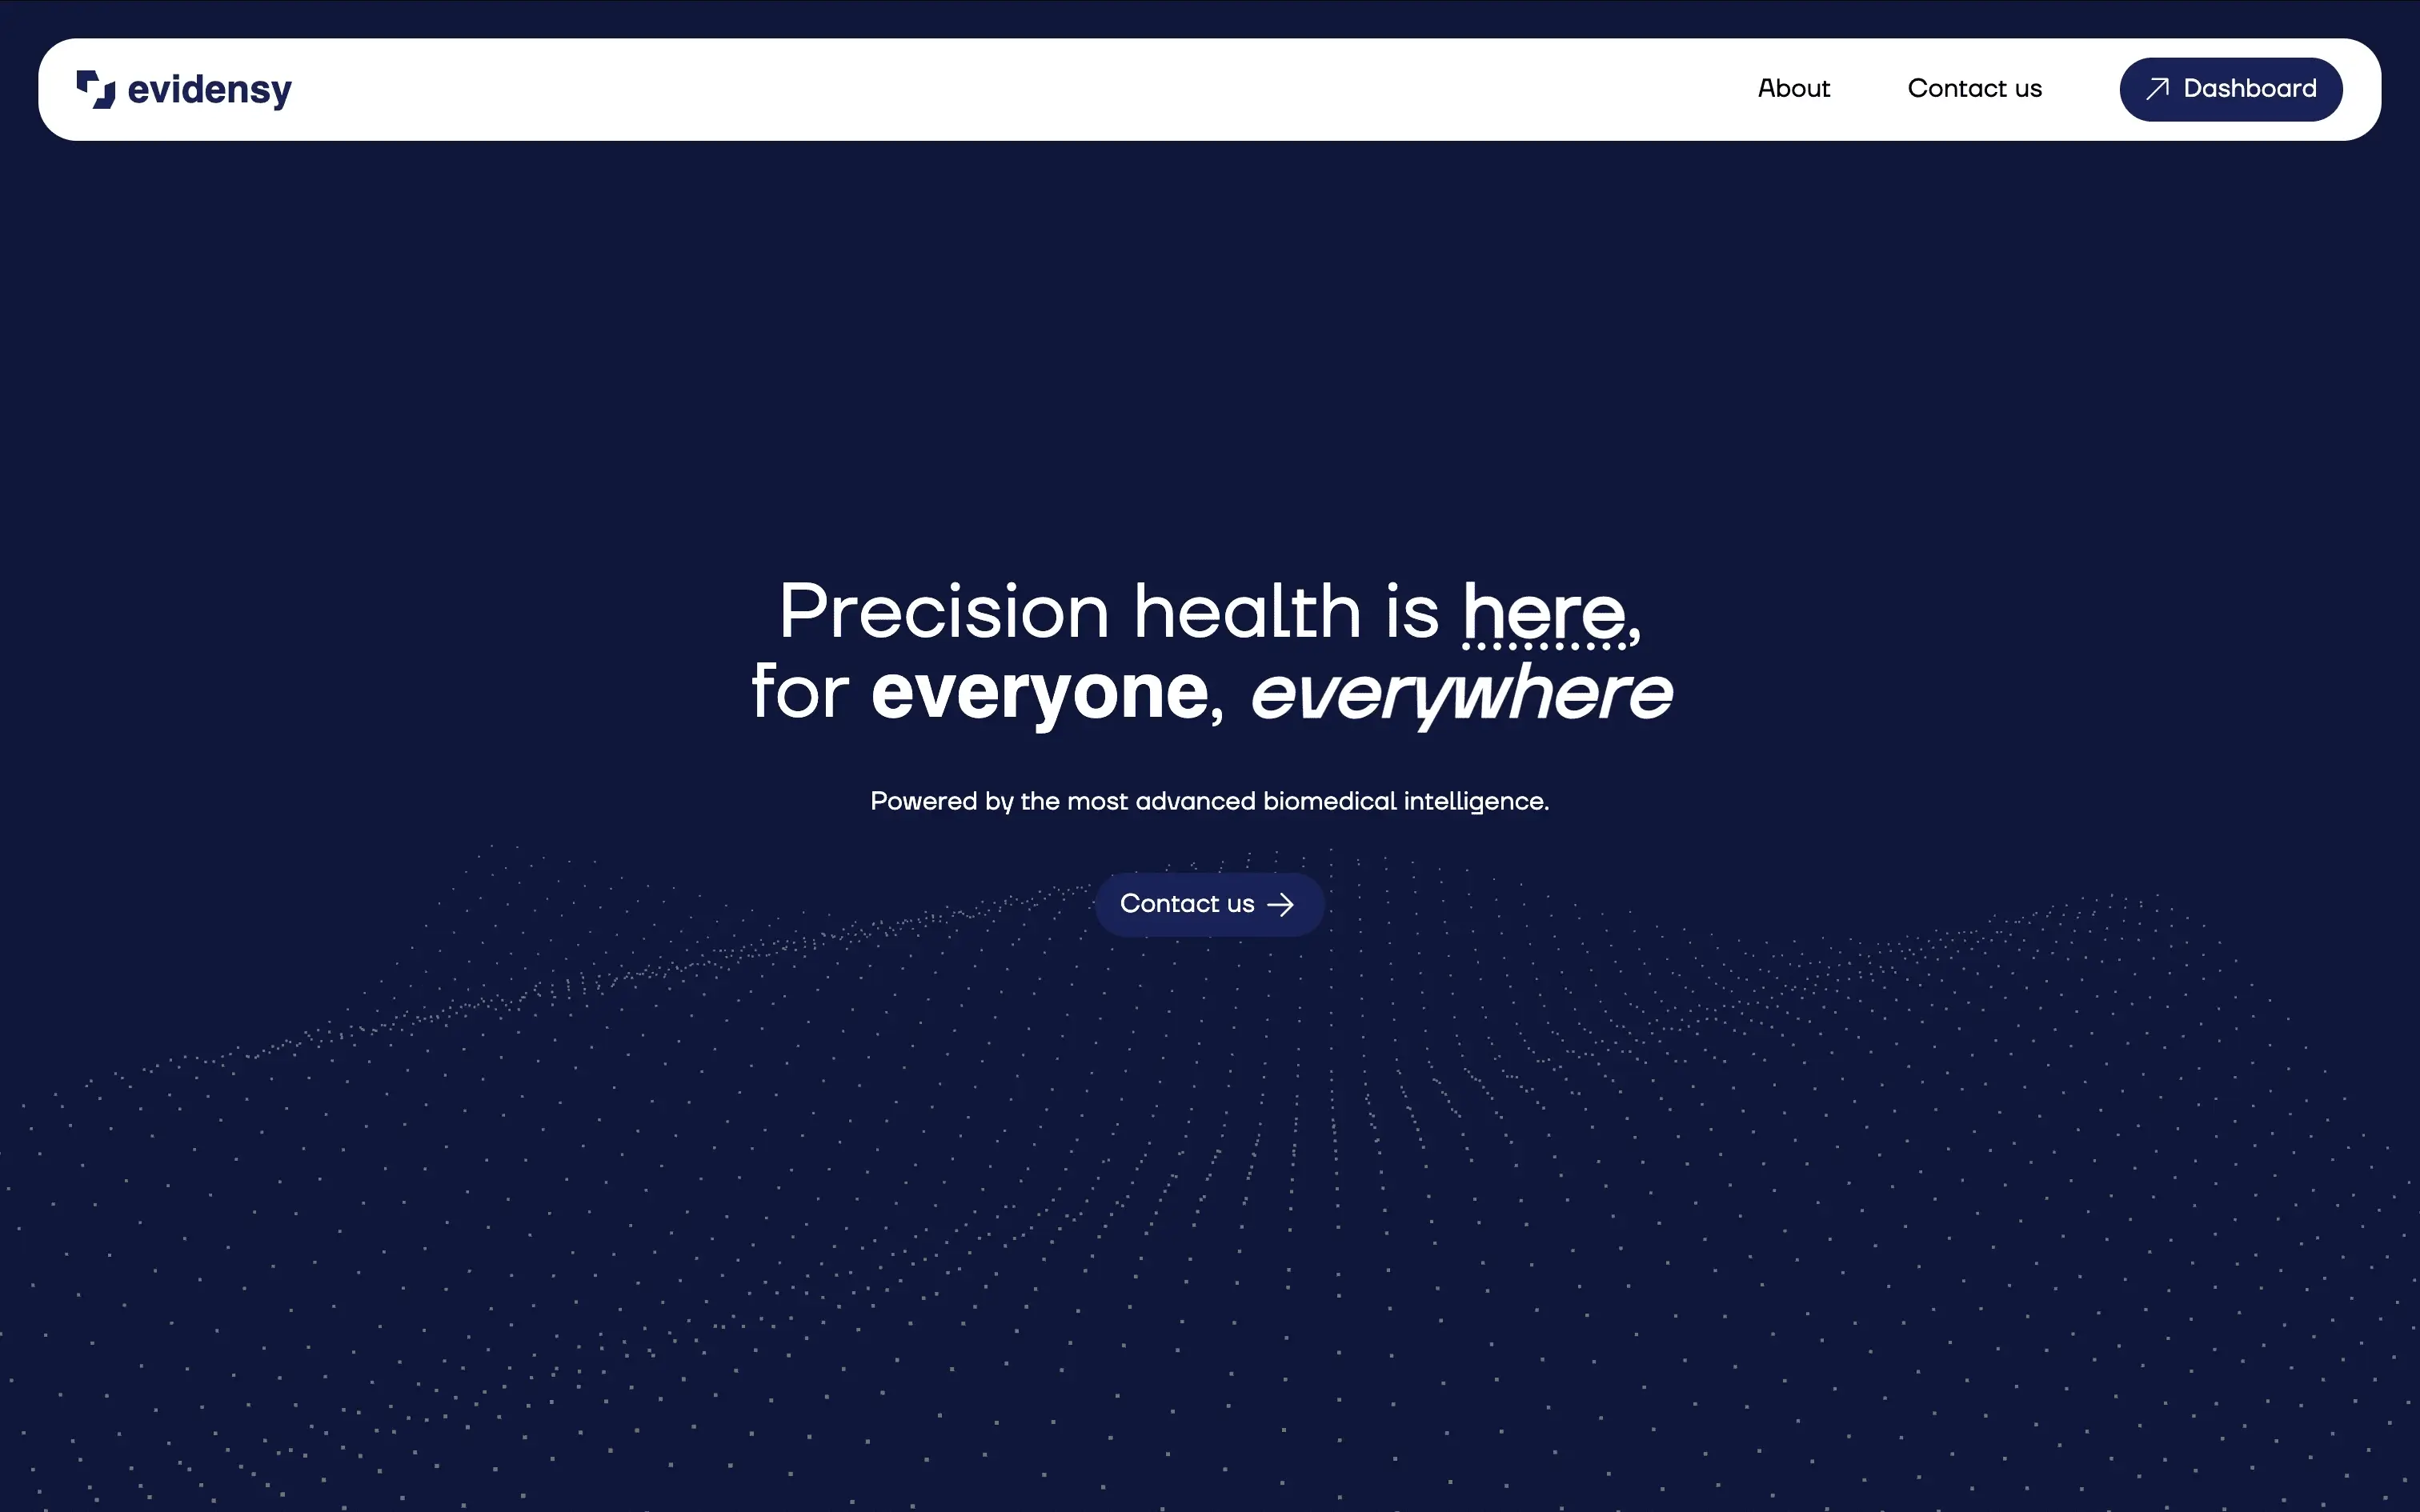 evidensy
About
Contact us
Dashboard
Precision health is here,
for everyone, everywhere
Powered by the most advanced biomedical intelligence.
Contact us